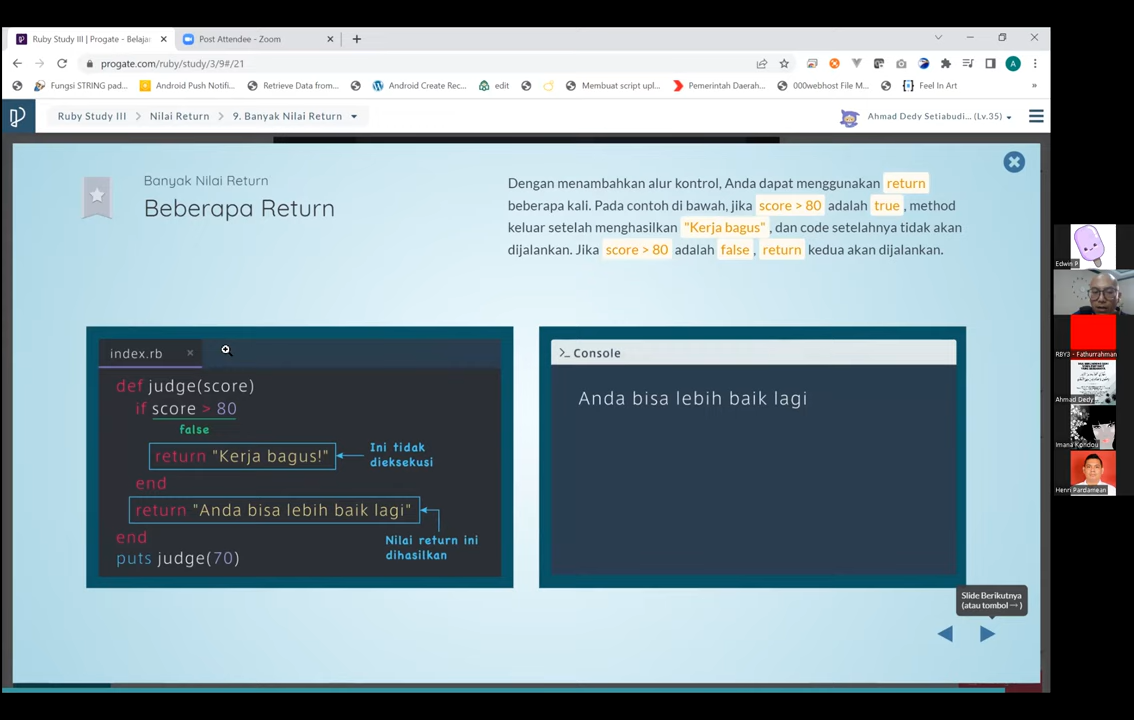 Ruby Study III | Progate - Belaja
Post Attendee - Zoom
progate.com/ruby/study/3/9#/21
Fungsi STRING pad...
Android Push Notifi...
Retrieve Data from...
Android Create Rec...
edit
Membuat script upl...
Pemerintah Daerah...
000webhost File M...
Feel In Art
»
A
Ruby Study III
Nilai Return
9. Banyak Nilai Return
Ahmad Dedy Setiabudi... (Lv.35)
Banyak Nilai Return
Beberapa Return
Dengan menambahkan alur kontrol, Anda dapat menggunakan return
beberapa kali. Pada contoh di bawah, jika score > 80 adalah true , method
keluar setelah menghasilkan "Kerja bagus" , dan code setelahnya tidak akan
dijalankan. Jika score > 80 adalah false , return kedua akan dijalankan.
index.rb
def judge(score)
if score > 80
false
return "Kerja bagus!"
Ini tidak
dieksekusi
end
return "Anda bisa lebih baik lagi"
end
Nilai return ini
dihasilkan
puts judge(70)
>_ Console
Anda bisa lebih baik lagi
Slide Berikutnya
(atau tombol → )
Edwin P
RBY3 - Fathurrahman
Ahmad Dedy
Imana Kondou
Henri Pardamean